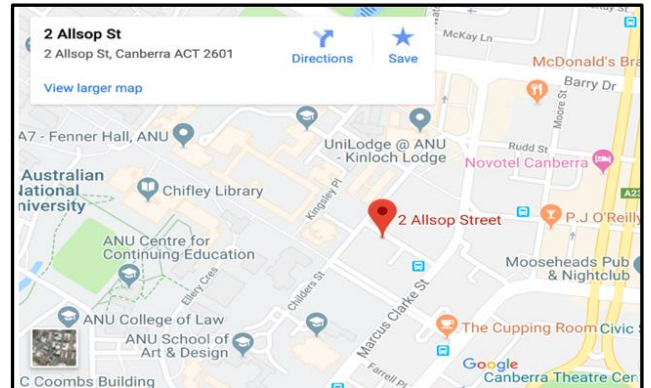 2 Allsop St
2 Allsop St, Canberra ACT 2601
Directions
Save
View larger map
McKay Ln
McDonald's Bra
Barry Dr
Moore St
A7 - Fenner Hall, ANU
UniLodge @ ANU
- Kinloch Lodge
Rudd St
Novotel Canberra
Australian
National
University
Chifley Library
Kingsley Pl
2 Allsop Street
P.J.O'Reilly
ANU Centre for
Continuing Education
Mooseheads Pub
& Nightclub
Ellery Cres
Childers St
Marcus Clarke St
ANU College of Law
ANU School of
Art & Design
The Cupping Room
Civic
Farrell Pl
Google
Canberra Theatre Cen
C Coombs Building